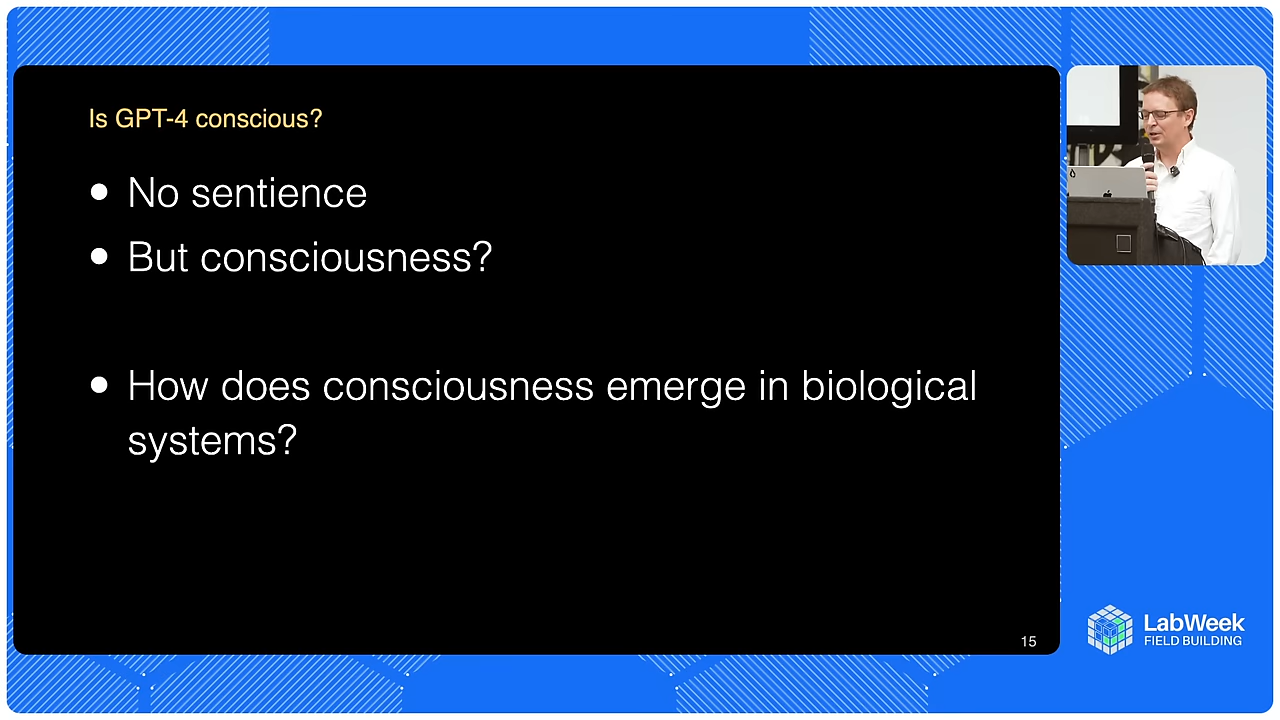 Is GPT-4 conscious?
• No sentience
• But consciousness?
• How does consciousness emerge in biological
systems?
15
LabWeek
FIELD BUILDING